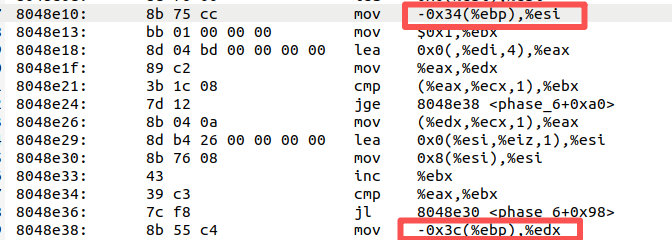 8048e10: 8b 75 cc mov -0x34(%ebp),%esi
8048e13: bb 01 00 00 00 mov $0x1,%ebx
8048e18: 8d 04 bd 00 00 00 00 lea 0x0(,%edi,4),%eax
8048e1f: 89 c2 mov %eax,%edx
8048e21: 3b 1c 08 cmp (%eax,%ecx,1),%ebx
8048e24: 7d 12 jge 8048e38 <phase_6+0xa0>
8048e26: 8b 04 0a mov (%edx,%ecx,1),%eax
8048e29: 8d b4 26 00 00 00 00 lea 0x0(%esi,%eiz,1),%esi
8048e30: 8b 76 08 mov 0x8(%esi),%esi
8048e33: 43 inc %ebx
8048e34: 39 c3 cmp %eax,%ebx
8048e36: 7c f8 jl 8048e30 <phase_6+0x98>
8048e38: 8b 55 c4 mov -0x3c(%ebp),%edx